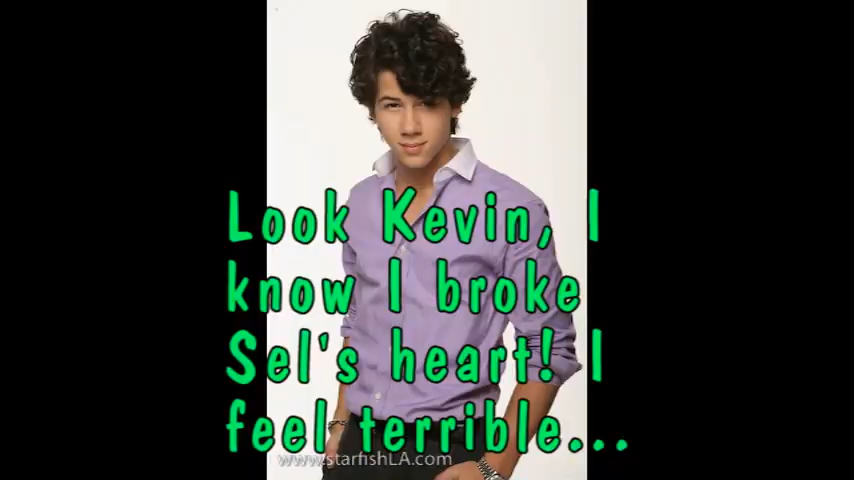 Look Kevin, I
know I broke
Sel's heart! I
feel terrible...
www.starfishLA.com